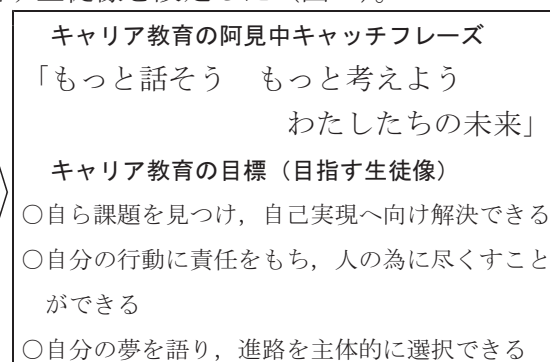 キャリア教育の阿見中キャッチフレーズ
「もっと話そう　もっと考えよう
わたしたちの未来」
キャリア教育の目標（目指す生徒像）
○自ら課題を見つけ，自己実現へ向け解決できる
○自分の行動に責任をもち，人の為に尽くすこと
ができる
○自分の夢を語り，進路を主体的に選択できる